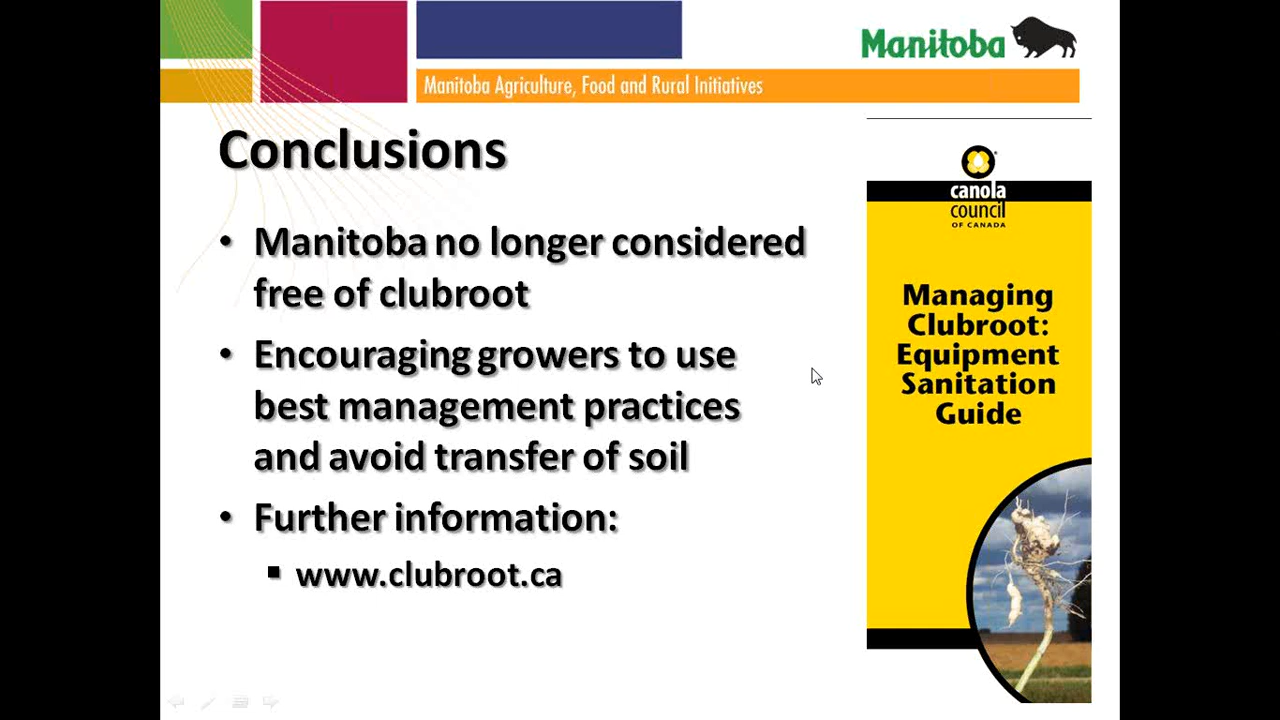 Manitoba
Manitoba Agriculture, Food and Rural Initiatives
Conclusions
• Manitoba no longer considered
free of clubroot
• Encouraging growers to use
best management practices
and avoid transfer of soil
• Further information:
▪ www.clubroot.ca
canola
council
OF CANADA
Managing
Clubroot:
Equipment
Sanitation
Guide